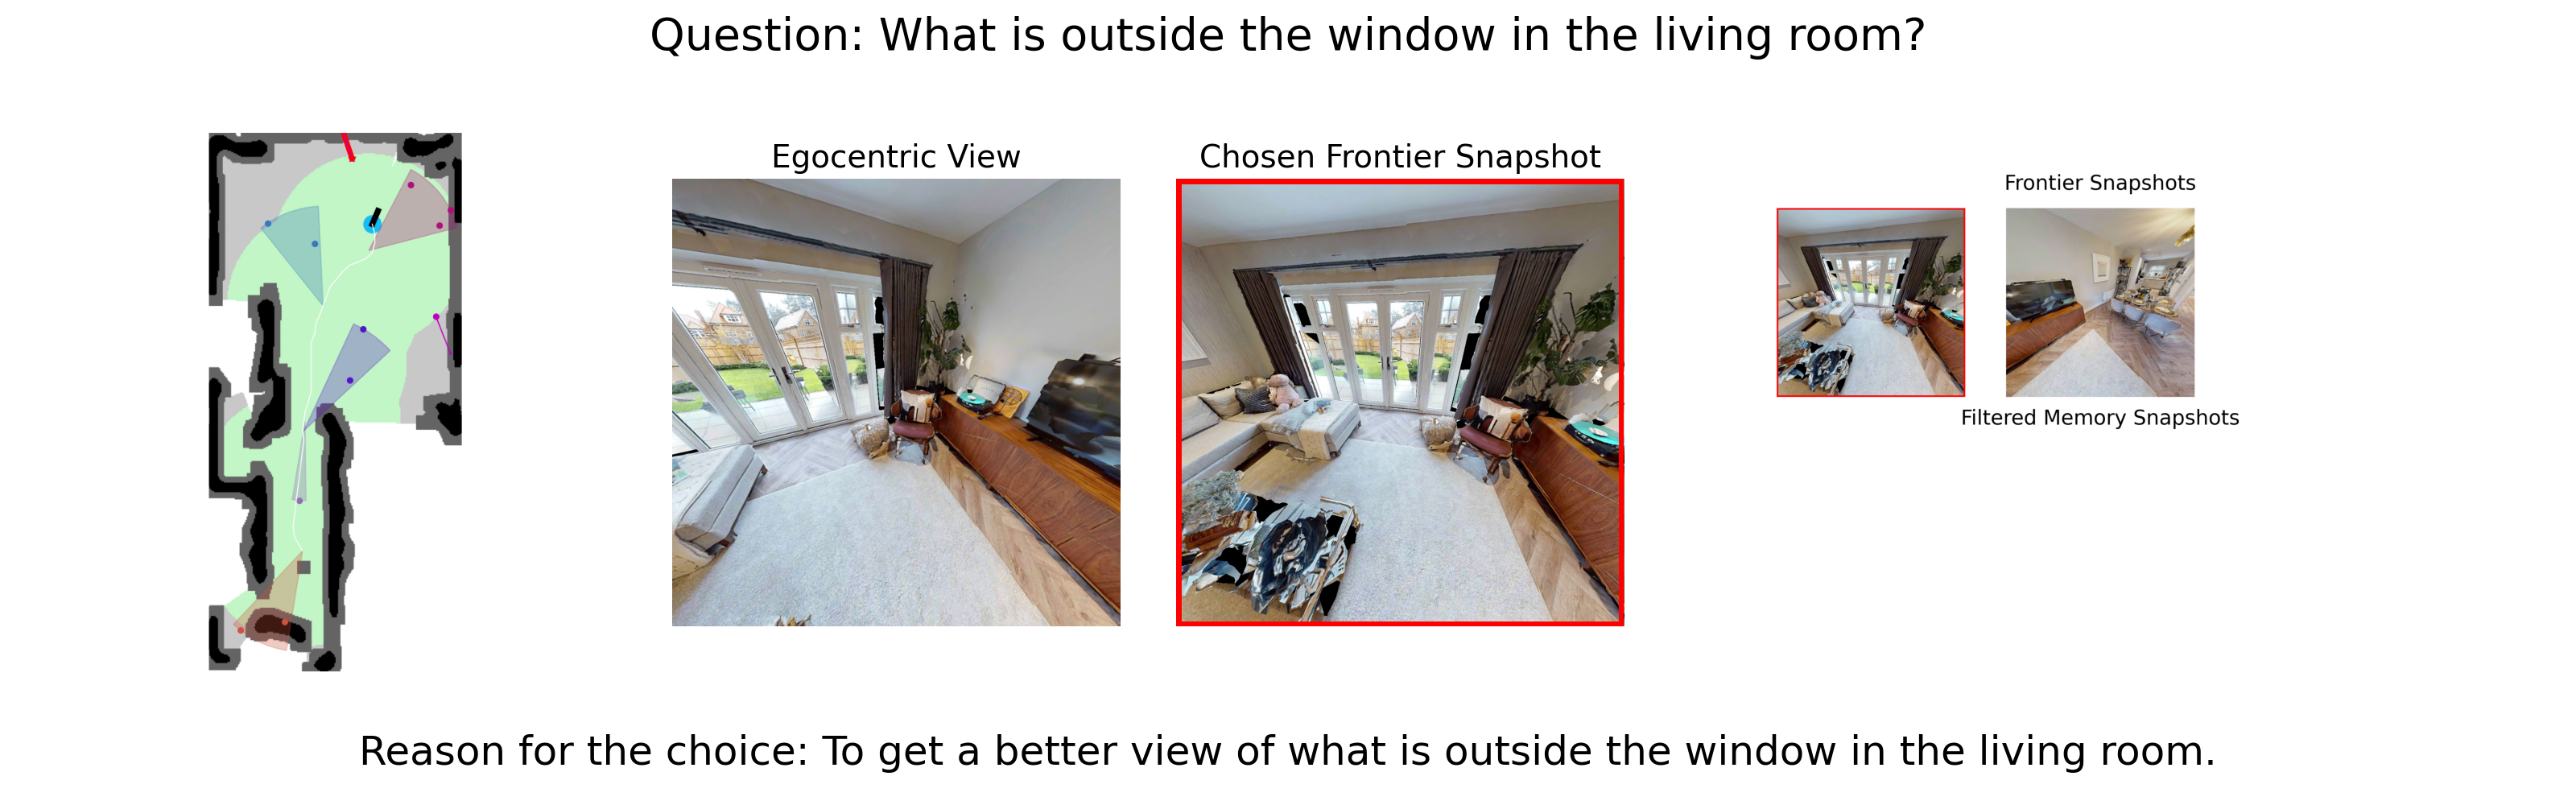 Question: What is outside the window in the living room?
Egocentric View
Chosen Frontier Snapshot
Frontier Snapshots
Filtered Memory Snapshots
Reason for the choice: To get a better view of what is outside the window in the living room.